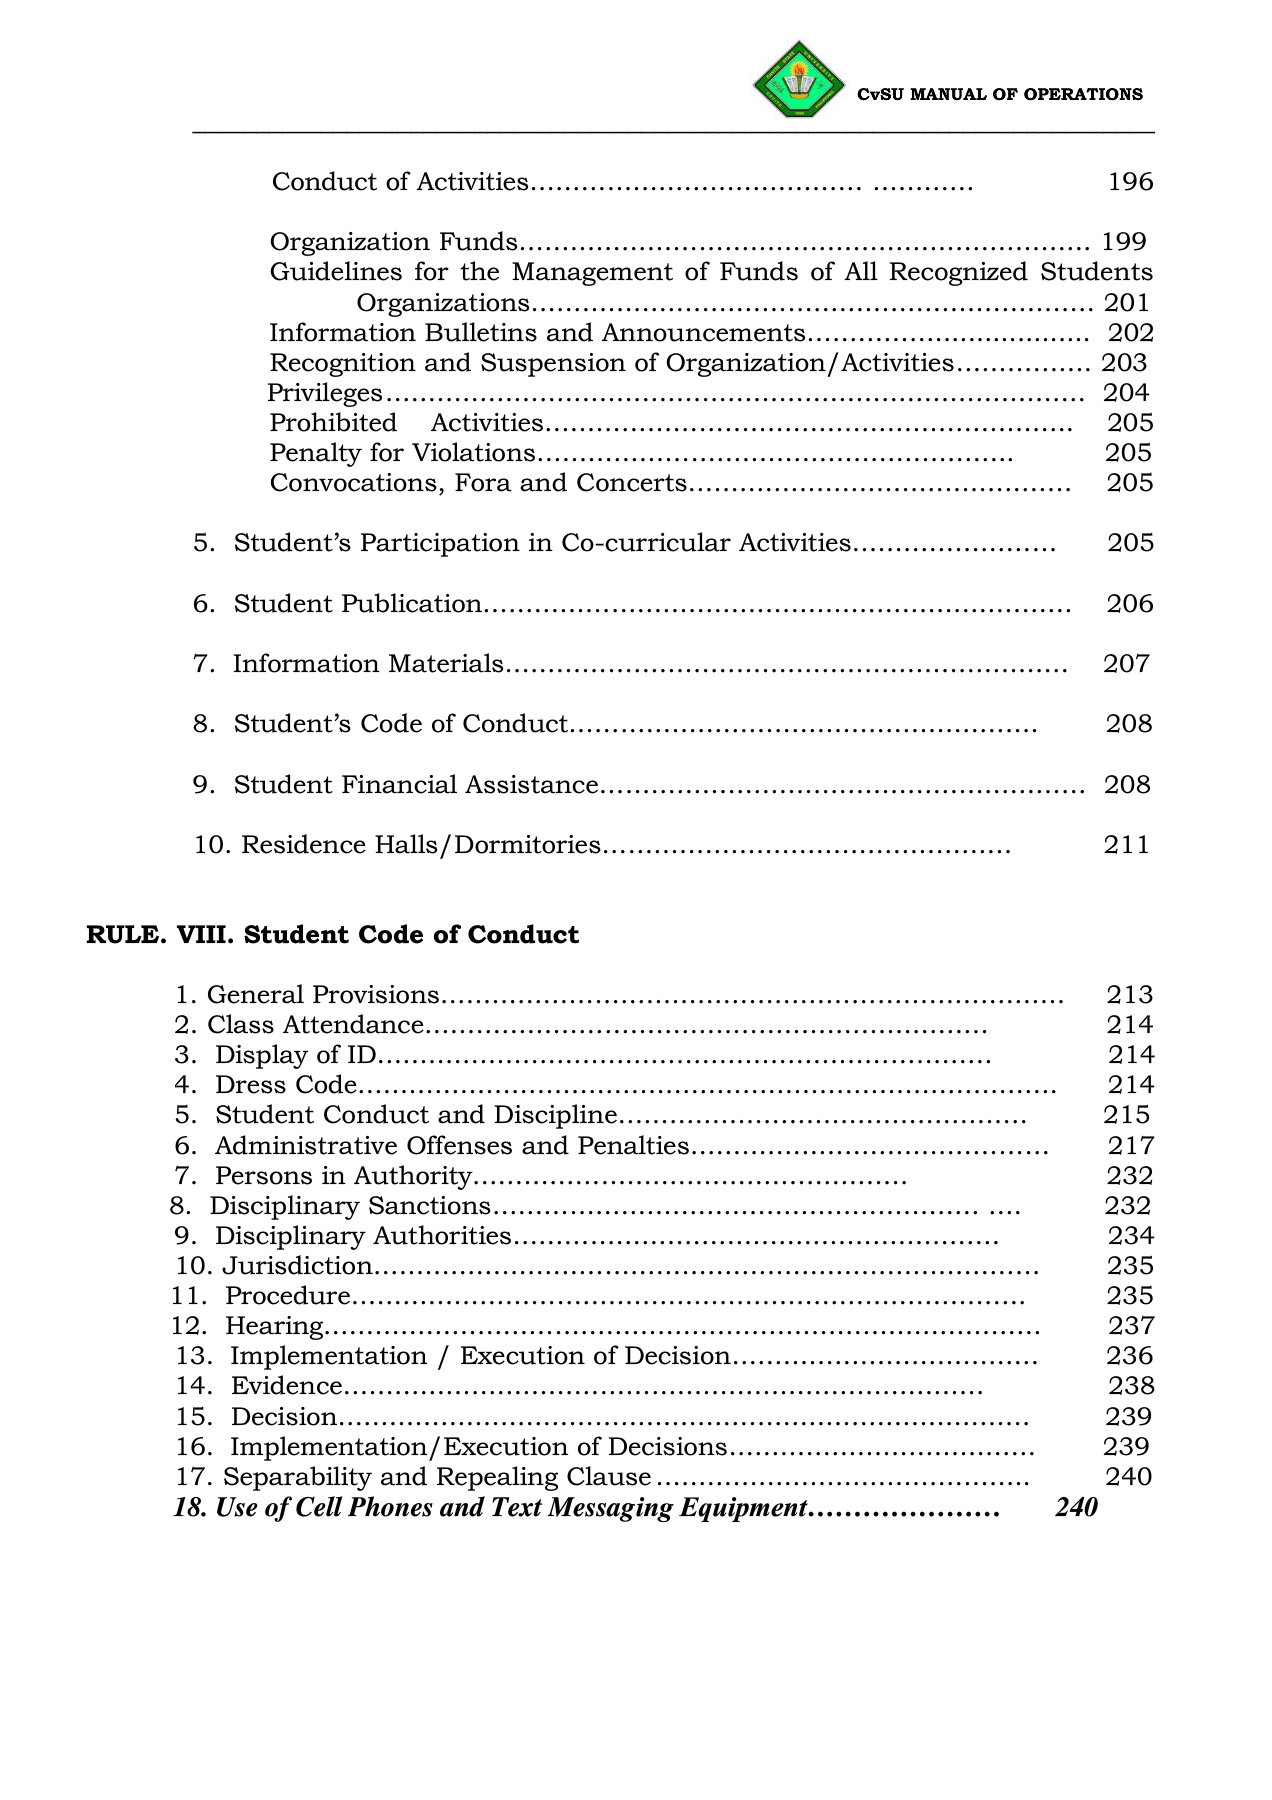 CvSU MANUAL OF OPERATIONS
Conduct of Activities………………………………… ………… 196
Organization Funds…………………………………………………………. 199
Guidelines for the Management of Funds of All Recognized Students
Organizations………………………………………………………… 201
Information Bulletins and Announcements…………………………… 202
Recognition and Suspension of Organization/Activities……………. 203
Privileges……………………………………………………………………… 204
Prohibited Activities…………………………………………………… 205
Penalty for Violations………………………………………………. 205
Convocations, Fora and Concerts……………………………………… 205
5. Student’s Participation in Co-curricular Activities…………………… 205
6. Student Publication…………………………………………………………… 206
7. Information Materials………………………………………………………… 207
8. Student’s Code of Conduct………………………………………………. 208
9. Student Financial Assistance………………………………………………… 208
10. Residence Halls/Dormitories………………………………………… 211
RULE. VIII. Student Code of Conduct
1. General Provisions………………………………………………………………. 213
2. Class Attendance………………………………………………………… 214
3. Display of ID……………………………………………………………… 214
4. Dress Code………………………………………………………………………. 214
5. Student Conduct and Discipline………………………………………… 215
6. Administrative Offenses and Penalties…………………………………… 217
7. Persons in Authority…………………………………………… 232
8. Disciplinary Sanctions………………………………………………… …. 232
9. Disciplinary Authorities………………………………………………… 234
10. Jurisdiction…………………………………………………………………… 235
11. Procedure……………………………………………………………………. 235
12. Hearing………………………………………………………………………… 237
13. Implementation / Execution of Decision……………………………… 236
14. Evidence………………………………………………………………… 238
15. Decision……………………………………………………………………… 239
16. Implementation/Execution of Decisions……………………………… 239
17. Separability and Repealing Clause……………………………………. 240
18. Use of Cell Phones and Text Messaging Equipment………………… 240